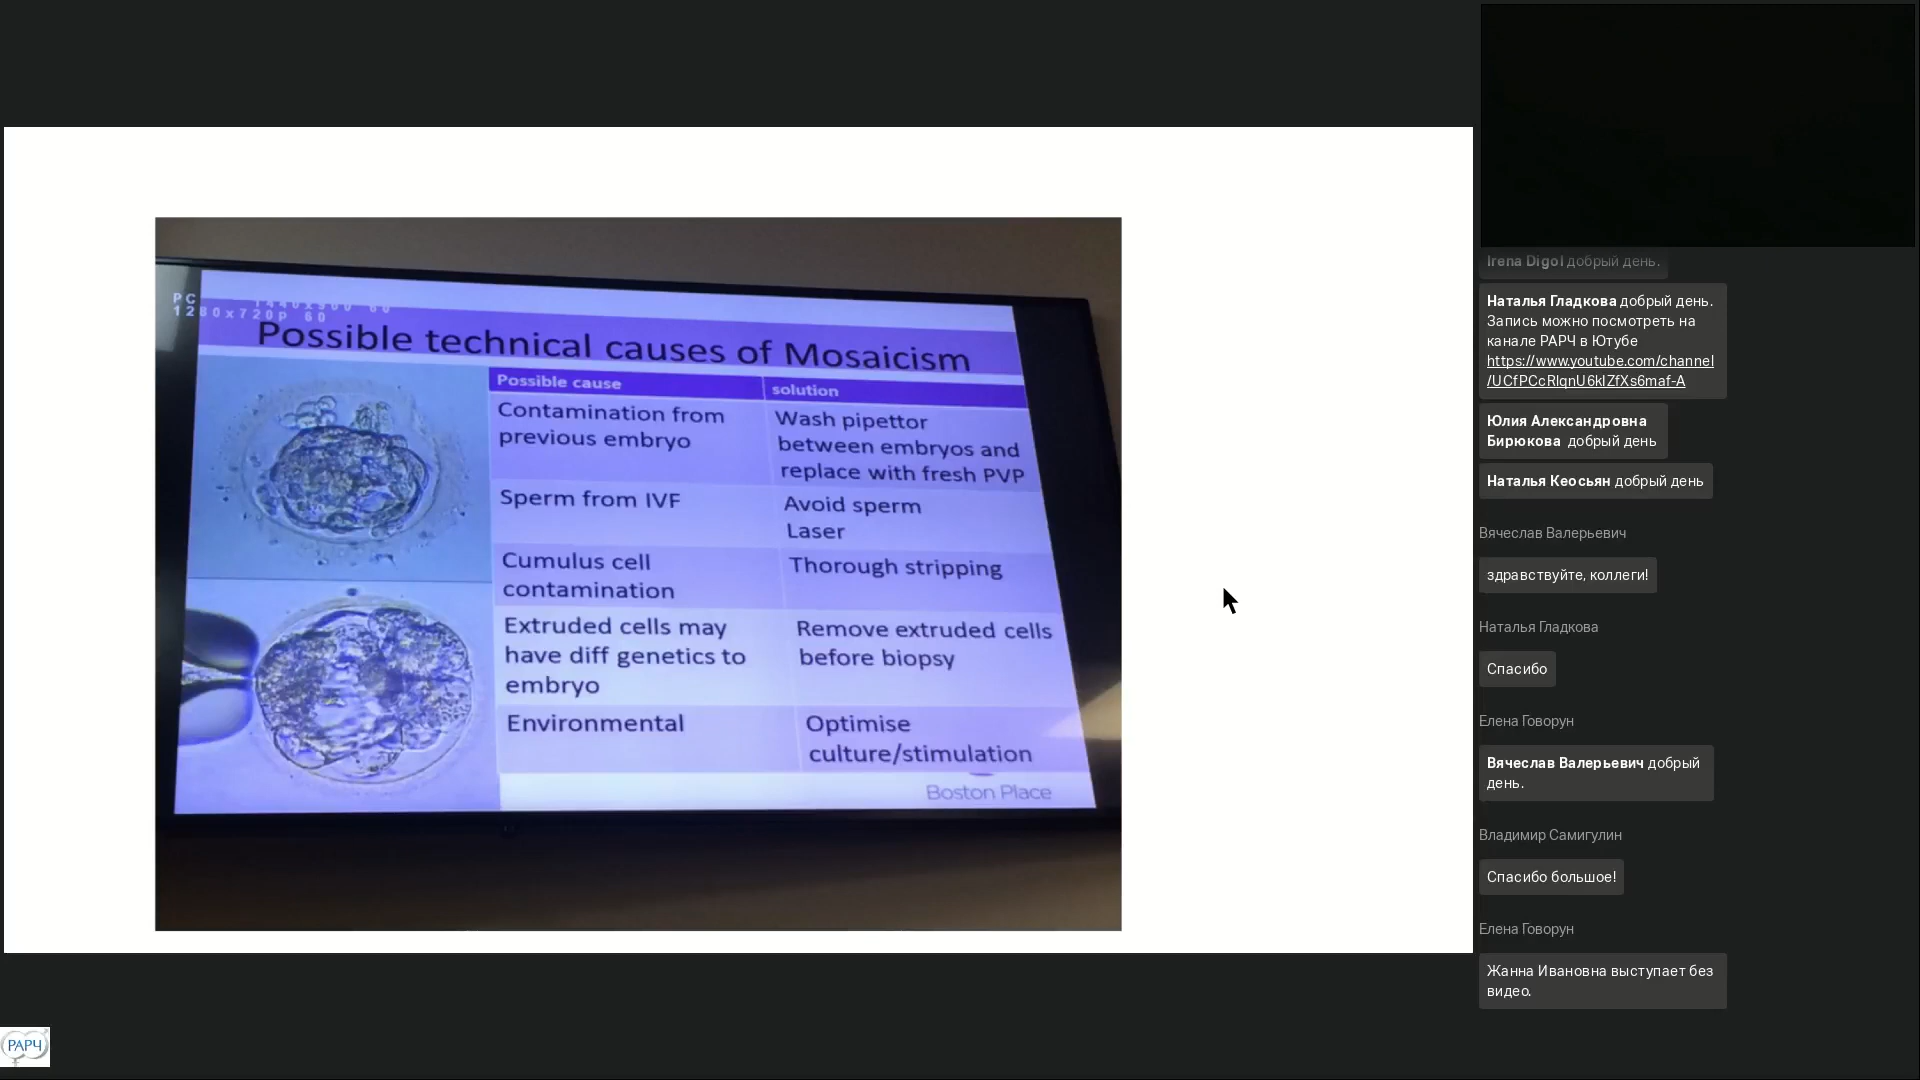 PC 1440x960 60
1280x720P 60
Possible technical causes of Mosaicism
Possible cause
solution
Contamination from
previous embryo
Wash pipettor
between embryos and
replace with fresh PVP
Sperm from IVF
Avoid sperm
Laser
Cumulus cell
contamination
Thorough stripping
Extruded cells may
have diff genetics to
embryo
Remove extruded cells
before biopsy
Environmental
Optimise
culture/stimulation
Boston Place
Irena Digol добрый день.
Наталья Гладкова добрый день.
Запись можно посмотреть на
канале РАРЧ в Ютубе
https://www.youtube.com/channel
/UCfPCcRlqnU6kIZfXs6maf-A
Юлия Александровна
Бирюкова добрый день
Наталья Кеосьян добрый день
Вячеслав Валерьевич
здравствуйте, коллеги!
Наталья Гладкова
Спасибо
Елена Говорун
Вячеслав Валерьевич добрый
день.
Владимир Самигулин
Спасибо большое!
Елена Говорун
Жанна Ивановна выступает без
видео.
РАРЧ